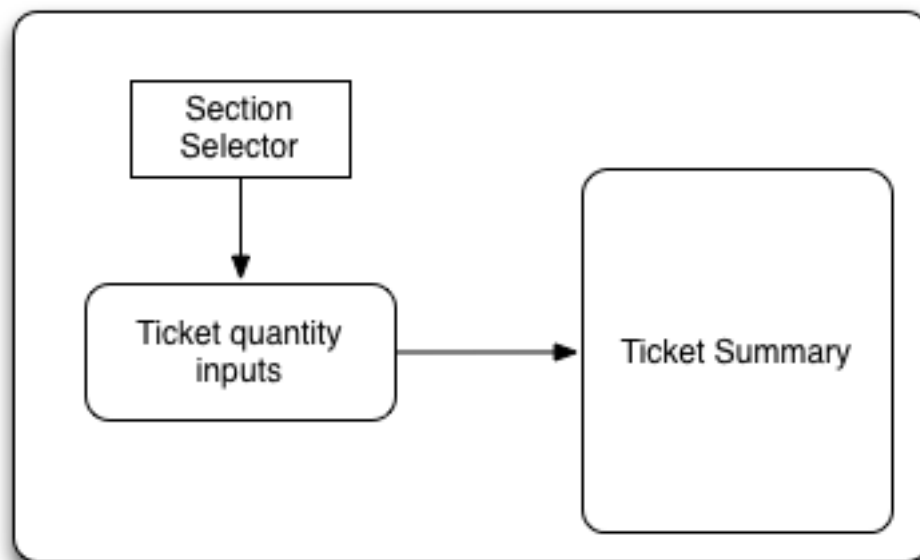 Section
Selector
Ticket quantity
inputs
Ticket Summary